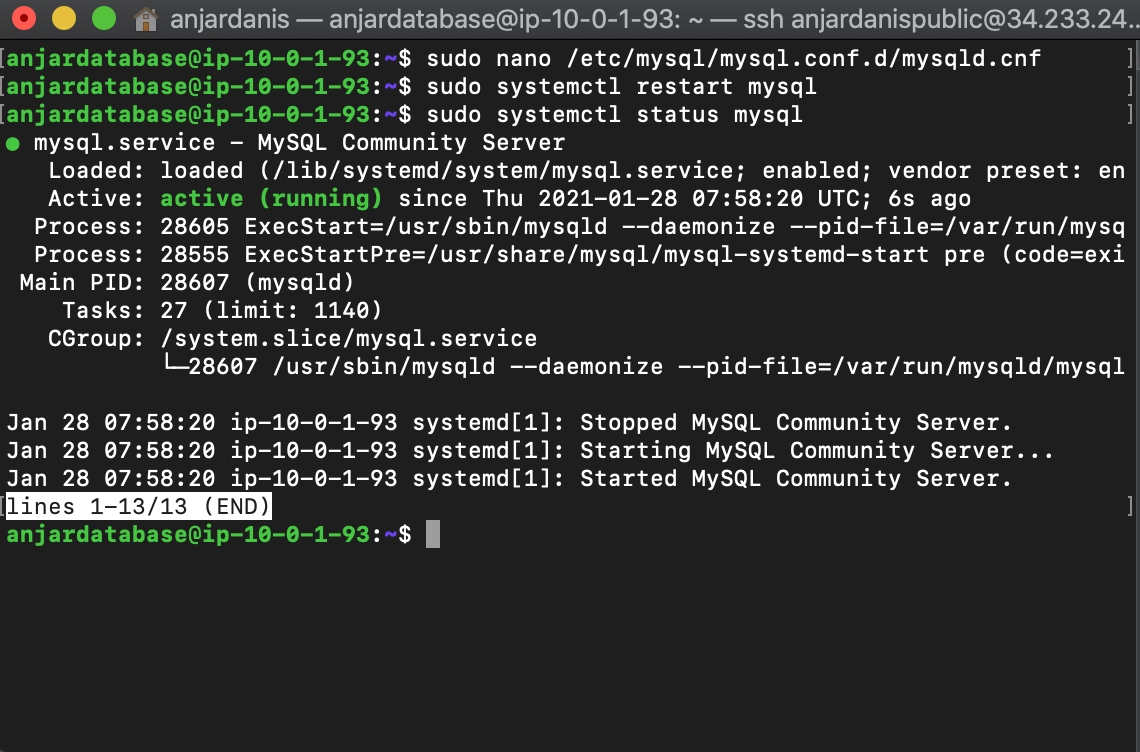 anjardanis — anjardatabase@ip-10-0-1-93: ~ — ssh anjardanispublic@34.233.24...
[anjardatabase@ip-10-0-1-93:~$ sudo nano /etc/mysql/mysql.conf.d/mysqld.cnf ]
[anjardatabase@ip-10-0-1-93:~$ sudo systemctl restart mysql ]
[anjardatabase@ip-10-0-1-93:~$ sudo systemctl status mysql ]
● mysql.service - MySQL Community Server
   Loaded: loaded (/lib/systemd/system/mysql.service; enabled; vendor preset: en
   Active: active (running) since Thu 2021-01-28 07:58:20 UTC; 6s ago
  Process: 28605 ExecStart=/usr/sbin/mysqld --daemonize --pid-file=/var/run/mysq
  Process: 28555 ExecStartPre=/usr/share/mysql/mysql-systemd-start pre (code=exi
 Main PID: 28607 (mysqld)
    Tasks: 27 (limit: 1140)
   CGroup: /system.slice/mysql.service
           └─28607 /usr/sbin/mysqld --daemonize --pid-file=/var/run/mysqld/mysql
Jan 28 07:58:20 ip-10-0-1-93 systemd[1]: Stopped MySQL Community Server.
Jan 28 07:58:20 ip-10-0-1-93 systemd[1]: Starting MySQL Community Server...
Jan 28 07:58:20 ip-10-0-1-93 systemd[1]: Started MySQL Community Server.
[lines 1-13/13 (END) ]
anjardatabase@ip-10-0-1-93:~$